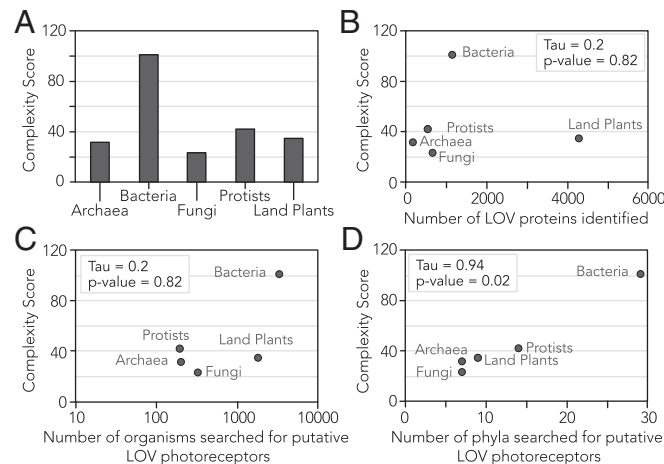 A
Complexity Score
120
80
40
0
Archaea
Bacteria
Fungi
Protists
Land Plants
B
Complexity Score
120
80
40
0
Bacteria
Tau = 0.2
p-value = 0.82
Protists
Archaea
Fungi
Land Plants
0 2000 4000 6000
Number of LOV proteins identified
C
Complexity Score
120
80
40
0
Tau = 0.2
p-value = 0.82
Bacteria
Protists
Archaea
Fungi
Land Plants
10 100 1000 10000
Number of organisms searched for putative
LOV photoreceptors
D
Complexity Score
120
80
40
0
Tau = 0.94
p-value = 0.02
Bacteria
Archaea
Fungi
Protists
Land Plants
0 10 20 30
Number of phyla searched for putative
LOV photoreceptors